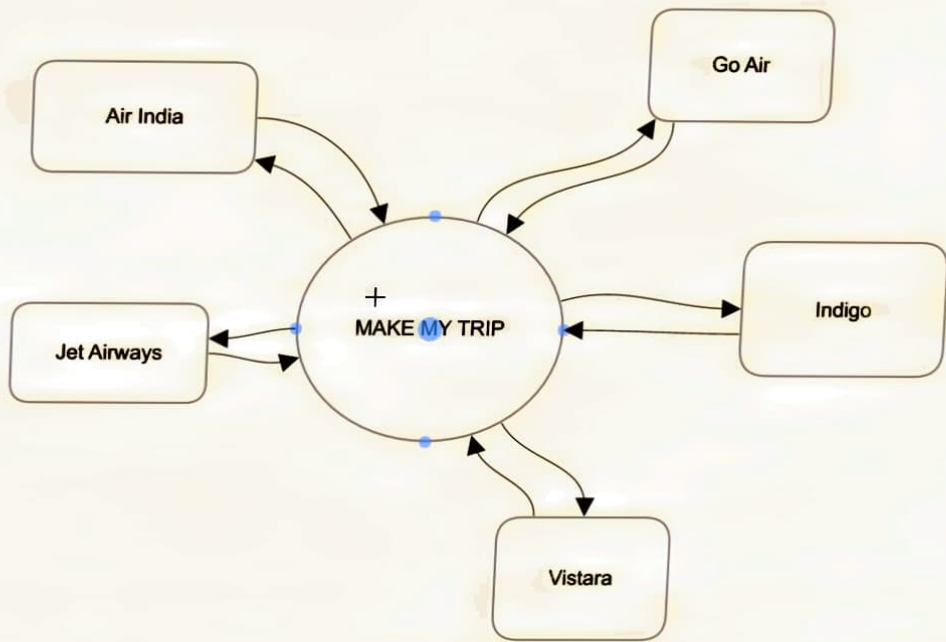 Go Air
Air India
Indigo
MAKE MY TRIP
Jet Airways
Vistara